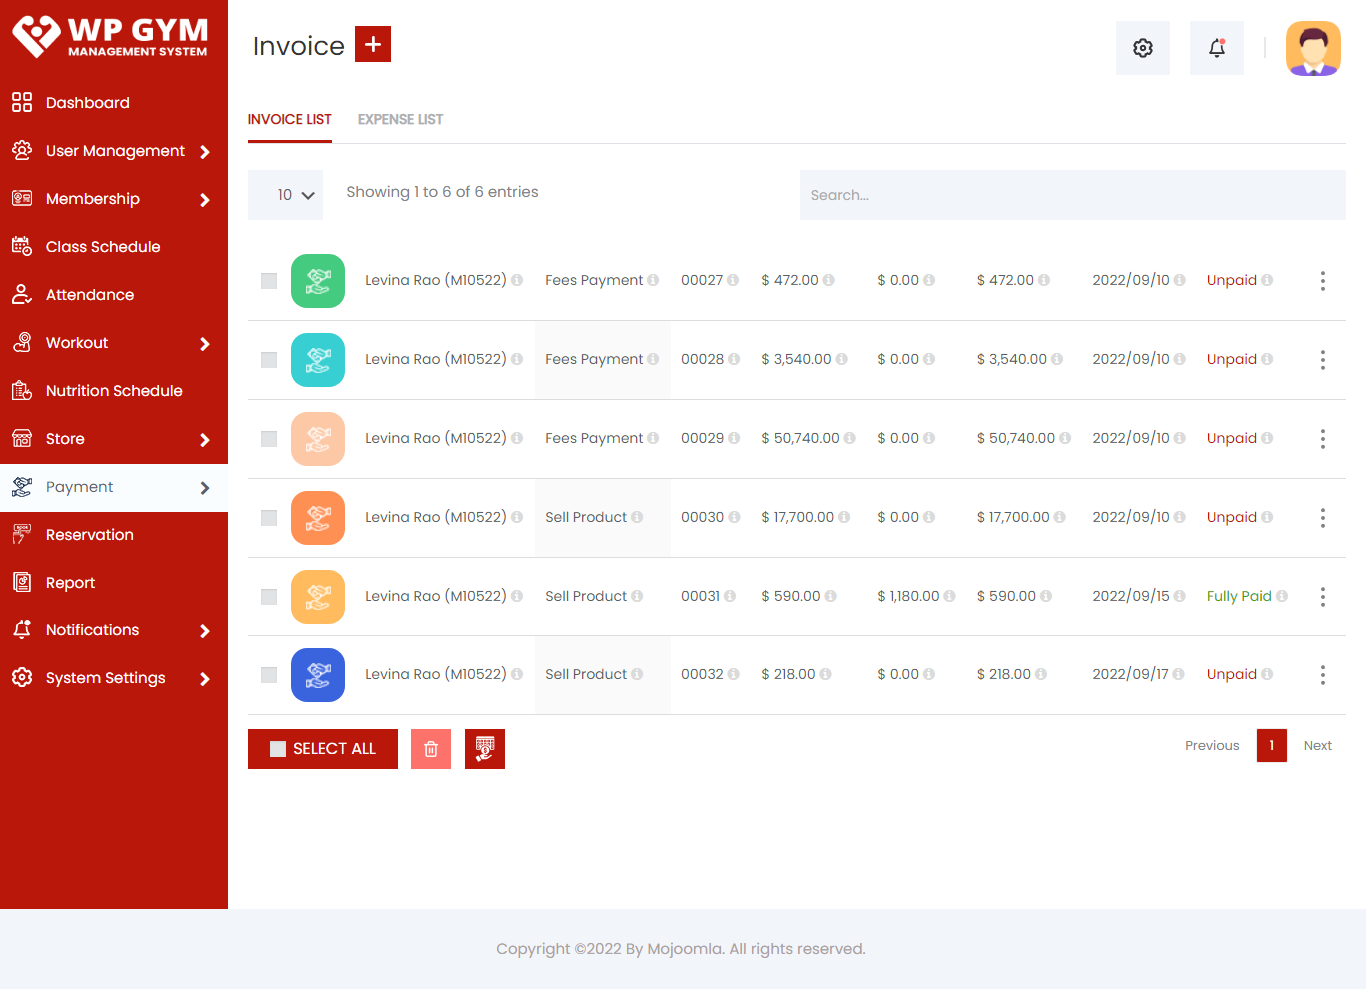 WP GYM
MANAGEMENT SYSTEM
Dashboard
User Management
Membership
Class Schedule
Attendance
Workout
Nutrition Schedule
Store
Payment
Reservation
Report
Notifications
System Settings
Invoice
INVOICE LIST EXPENSE LIST
10 Showing 1 to 6 of 6 entries Search...
Levina Rao (M10522) Fees Payment 00027 $ 472.00 $ 0.00 $ 472.00 2022/09/10 Unpaid
Levina Rao (M10522) Fees Payment 00028 $ 3,540.00 $ 0.00 $ 3,540.00 2022/09/10 Unpaid
Levina Rao (M10522) Fees Payment 00029 $ 50,740.00 $ 0.00 $ 50,740.00 2022/09/10 Unpaid
Levina Rao (M10522) Sell Product 00030 $ 17,700.00 $ 0.00 $ 17,700.00 2022/09/10 Unpaid
Levina Rao (M10522) Sell Product 00031 $ 590.00 $ 1,180.00 $ 590.00 2022/09/15 Fully Paid
Levina Rao (M10522) Sell Product 00032 $ 218.00 $ 0.00 $ 218.00 2022/09/17 Unpaid
SELECT ALL
Previous 1 Next
Copyright ©2022 By Mojoomla. All rights reserved.